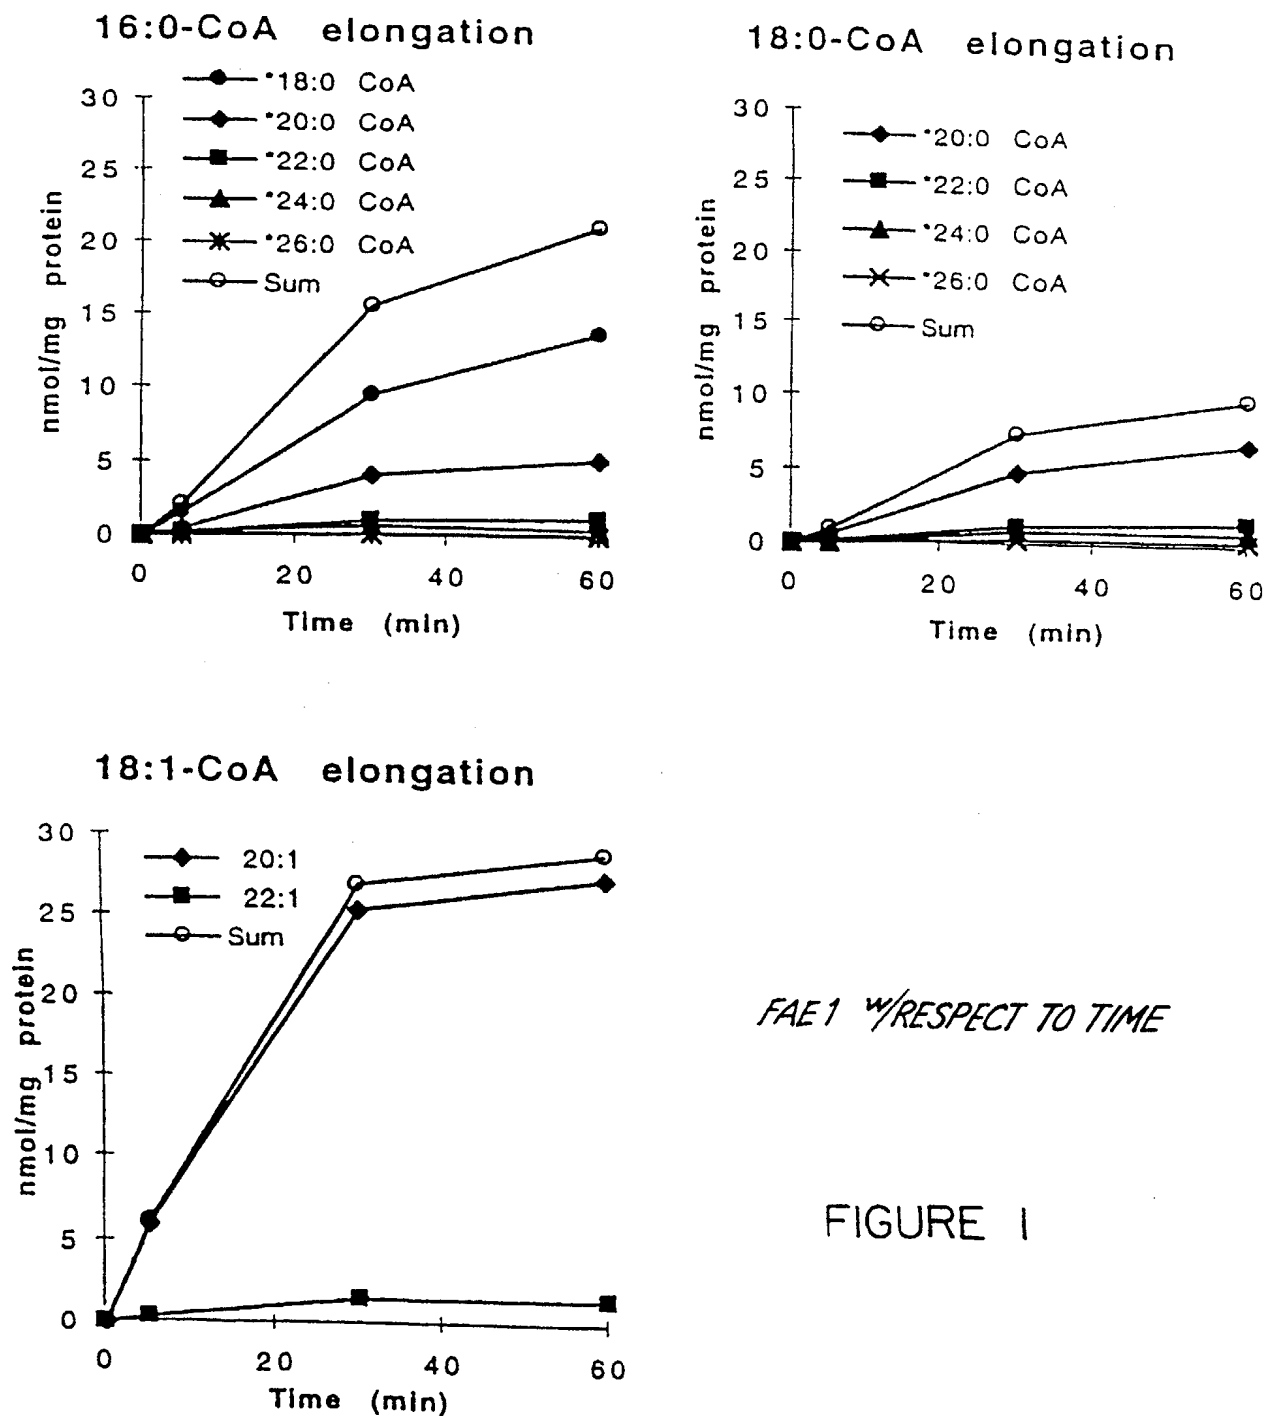 16:0-CoA elongation
*18:0 CoA
*20:0 CoA
*22:0 CoA
*24:0 CoA
*26:0 CoA
Sum
30
25
20
15
10
5
0
nmol/mg protein
0 20 40 60
Time (min)
18:0-CoA elongation
*20:0 CoA
*22:0 CoA
*24:0 CoA
*26:0 CoA
Sum
30
25
20
15
10
5
0
nmol/mg protein
0 20 40 60
Time (min)
18:1-CoA elongation
20:1
22:1
Sum
30
25
20
15
10
5
0
nmol/mg protein
0 20 40 60
Time (min)
FAE1 w/RESPECT TO TIME
FIGURE 1